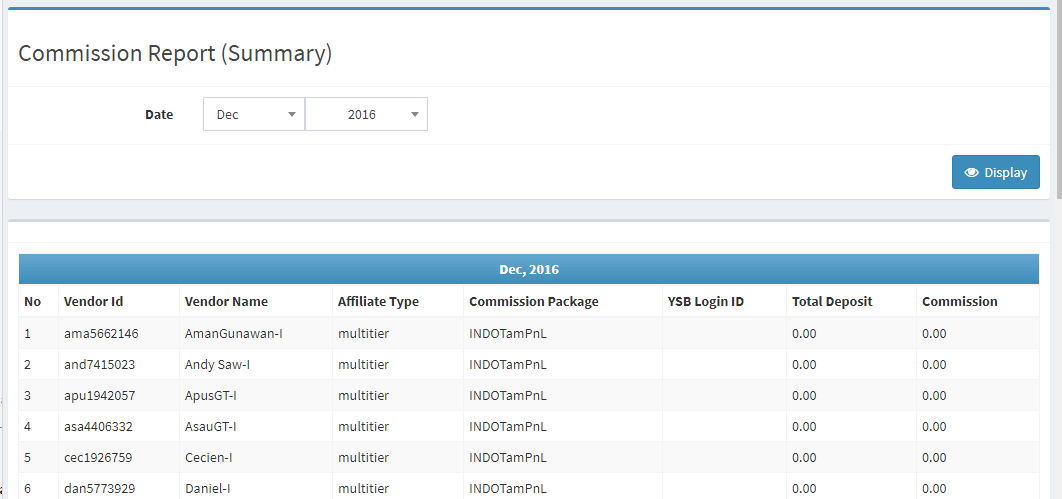 Commission Report (Summary)
Date Dec 2016
Display
Dec, 2016
No Vendor Id Vendor Name Affiliate Type Commission Package YSB Login ID Total Deposit Commission
1 ama5662146 AmanGunawan-I multitier INDOTamPnL 0.00 0.00
2 and7415023 Andy Saw-I multitier INDOTamPnL 0.00 0.00
3 apu1942057 ApusGT-I multitier INDOTamPnL 0.00 0.00
4 asa4406332 AsauGT-I multitier INDOTamPnL 0.00 0.00
5 cec1926759 Cecien-I multitier INDOTamPnL 0.00 0.00
6 dan5773929 Daniel-I multitier INDOTamPnL 0.00 0.00